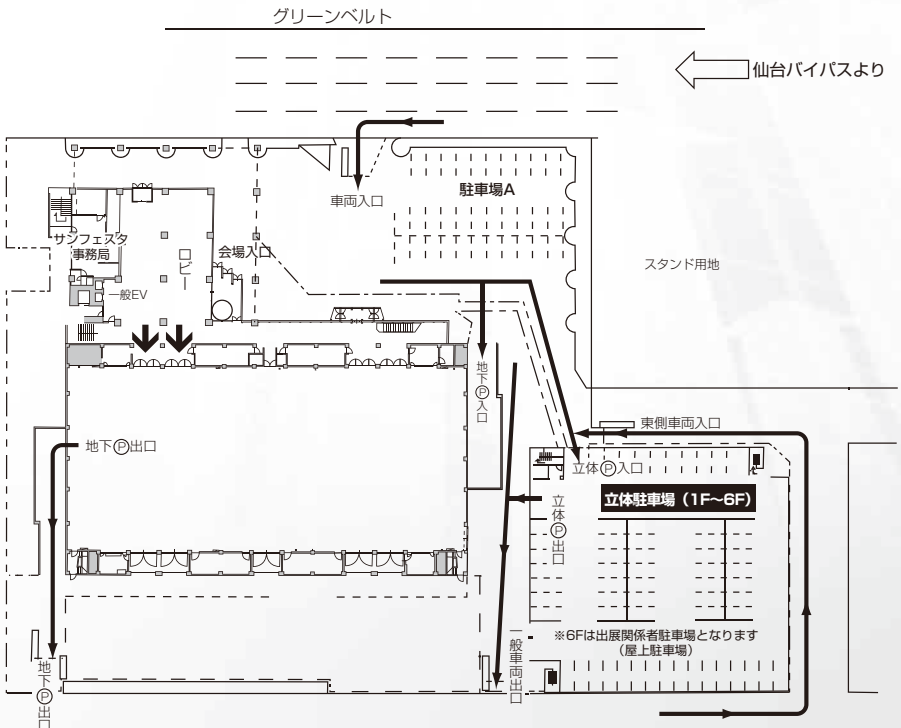 グリーンベルト
仙台バイパスより
車両入口
駐車場A
サンフェスタ
事務局
ロビー
会場入口
スタンド用地
一般EV
地下Ⓟ入口
東側車両入口
地下Ⓟ出口
立体Ⓟ入口
立体駐車場（1F〜6F）
立体Ⓟ出口
※6Fは出展関係者駐車場となります
（屋上駐車場）
一般車両出口
地下Ⓟ出口